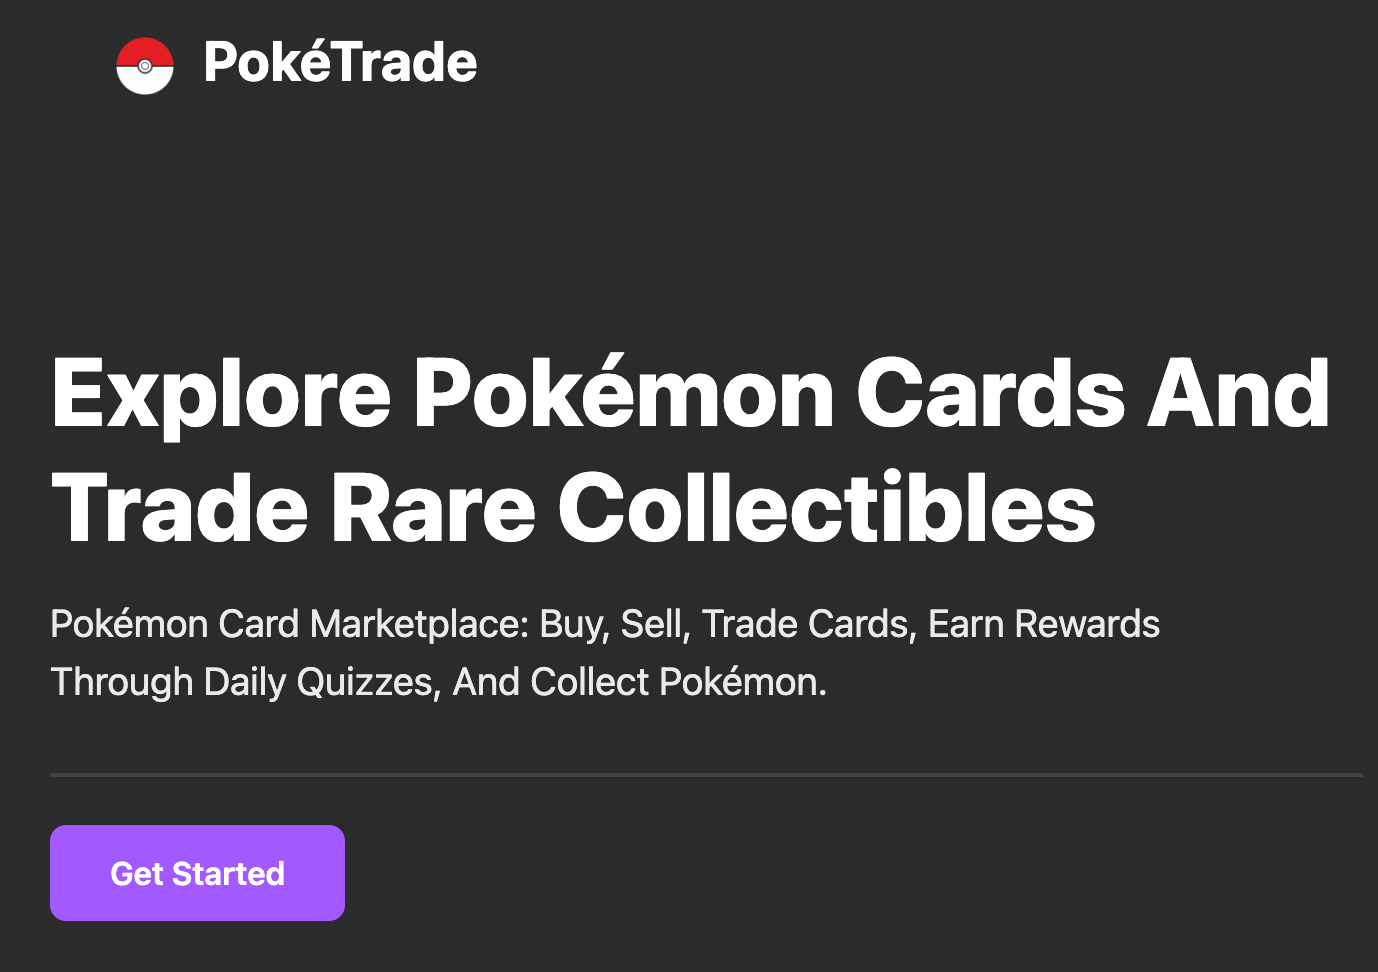 PokéTrade
Explore Pokémon Cards And
Trade Rare Collectibles
Pokémon Card Marketplace: Buy, Sell, Trade Cards, Earn Rewards
Through Daily Quizzes, And Collect Pokémon.
Get Started